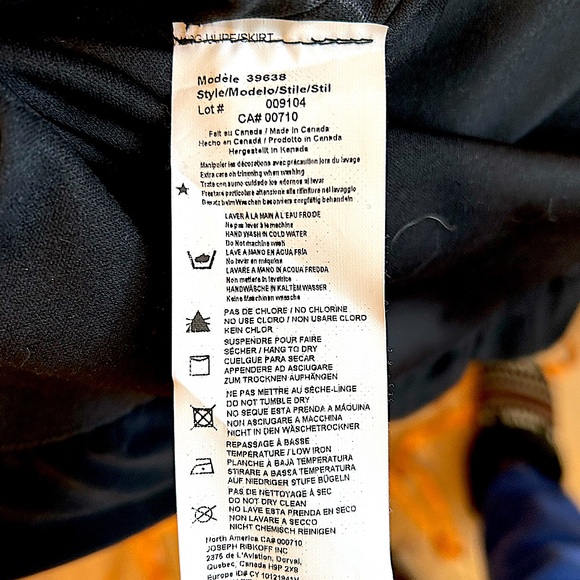 JUPE/SKIRT
Modèle 39638
Style/Modelo/Stile/Stil
Lot # 009104
CA# 00710
Fait au Canada / Made in Canada
Hecho en Canadá / Prodotto in Canada
Hergestellt in Kanada
Manipuler les décorations avec précaution lors du lavage
Extra care on trimming when washing
Trate con sumo cuidado los adornos al lavar
Prestare particolare attenzione alle rifiniture nel lavaggio
Besatz beim Waschen besonders sorgfältig behandeln
LAVER À LA MAIN À L'EAU FROIDE
Ne pas laver à la machine
HAND WASH IN COLD WATER
Do Not machine wash
LAVE A MANO EN AGUA FRÍA
No lavar en máquina
LAVARE A MANO IN ACQUA FREDDA
Non mettere in lavatrice
HANDWÄSCHE IN KALTEM WASSER
Keine Maschinen waesche
PAS DE CHLORE / NO CHLORINE
NO USE CLORO / NON USARE CLORO
KEIN CHLOR
SUSPENDRE POUR FAIRE
SÉCHER / HANG TO DRY
CUELGUE PARA SECAR
APPENDERE AD ASCIUGARE
ZUM TROCKNEN AUFHÄNGEN
NE PAS METTRE AU SÈCHE-LINGE
DO NOT TUMBLE DRY
NO SEQUE ESTA PRENDA A MÁQUINA
NON ASCIUGARE A MACCHINA
NICHT IN DEN WÄSCHETROCKNER
REPASSAGE À BASSE
TEMPÉRATURE / LOW IRON
PLANCHE A BAJA TEMPERATURA
STIRARE A BASSA TEMPERATURA
AUF NIEDRIGER STUFE BÜGELN
PAS DE NETTOYAGE À SEC
DO NOT DRY CLEAN
NO LAVE ESTA PRENDA EN SECO
NON LAVARE A SECCO
NICHT CHEMISCH REINIGEN
North America CA# 000710
JOSEPH RIBKOFF INC
2375 de L'Aviation, Dorval,
Quebec, Canada H9P 2X8
Europe ID# CY 10121941V